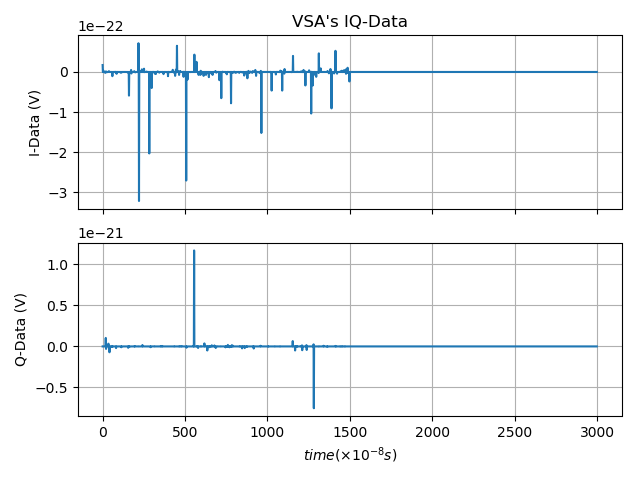 VSA's IQ-Data
1e−22
0
−1
−2
−3
I-Data (V)
1e−21
1.0
0.5
0.0
−0.5
Q-Data (V)
0 500 1000 1500 2000 2500 3000
time(×10⁻⁸s)